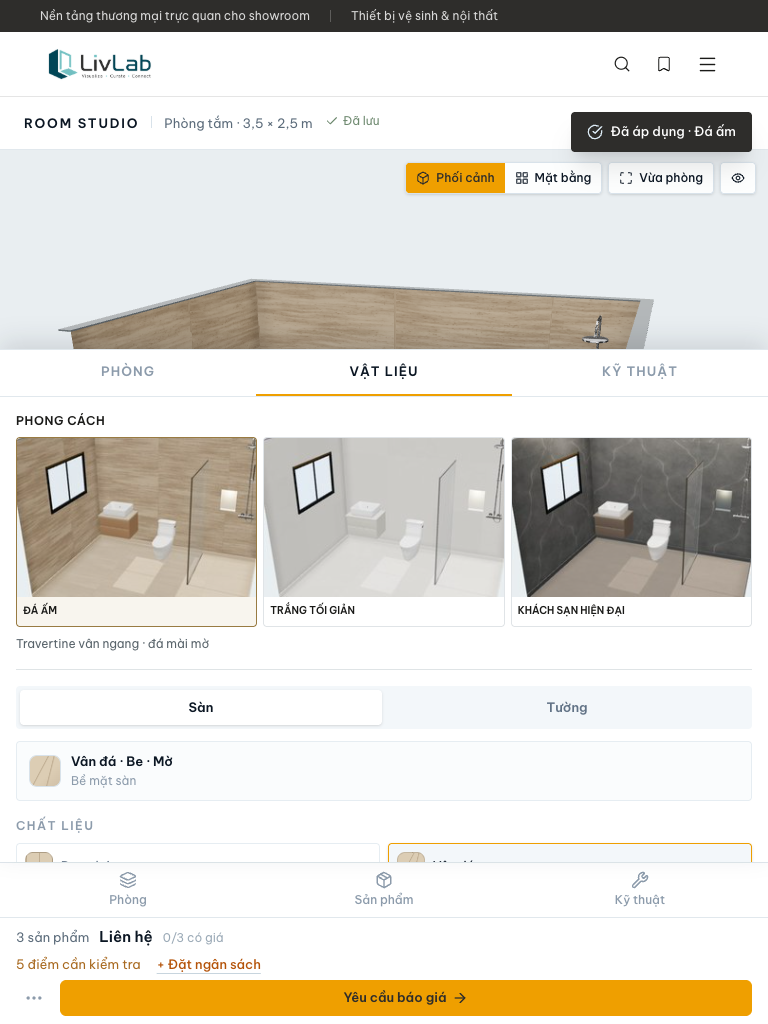 Nền tảng thương mại trực quan cho showroom
Thiết bị vệ sinh & nội thất
LivLab
Visualize · Curate · Connect
ROOM STUDIO
Phòng tắm · 3,5 × 2,5 m
Đã lưu
Đã áp dụng · Đá ấm
Phối cảnh
Mặt bằng
Vừa phòng
PHÒNG
VẬT LIỆU
KỸ THUẬT
PHONG CÁCH
ĐÁ ẤM
TRẮNG TỐI GIẢN
KHÁCH SẠN HIỆN ĐẠI
Travertine vân ngang · đá mài mờ
Sàn
Tường
Vân đá · Be · Mờ
Bề mặt sàn
CHẤT LIỆU
Phòng
Sản phẩm
Kỹ thuật
3 sản phẩm Liên hệ 0/3 có giá
5 điểm cần kiểm tra + Đặt ngân sách
Yêu cầu báo giá →